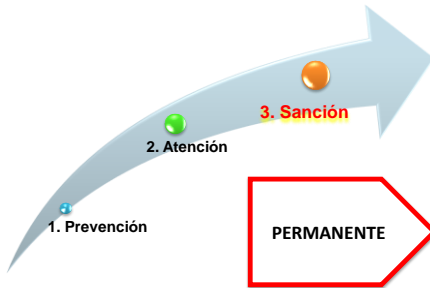 3. Sanción
2. Atención
1. Prevención
PERMANENTE